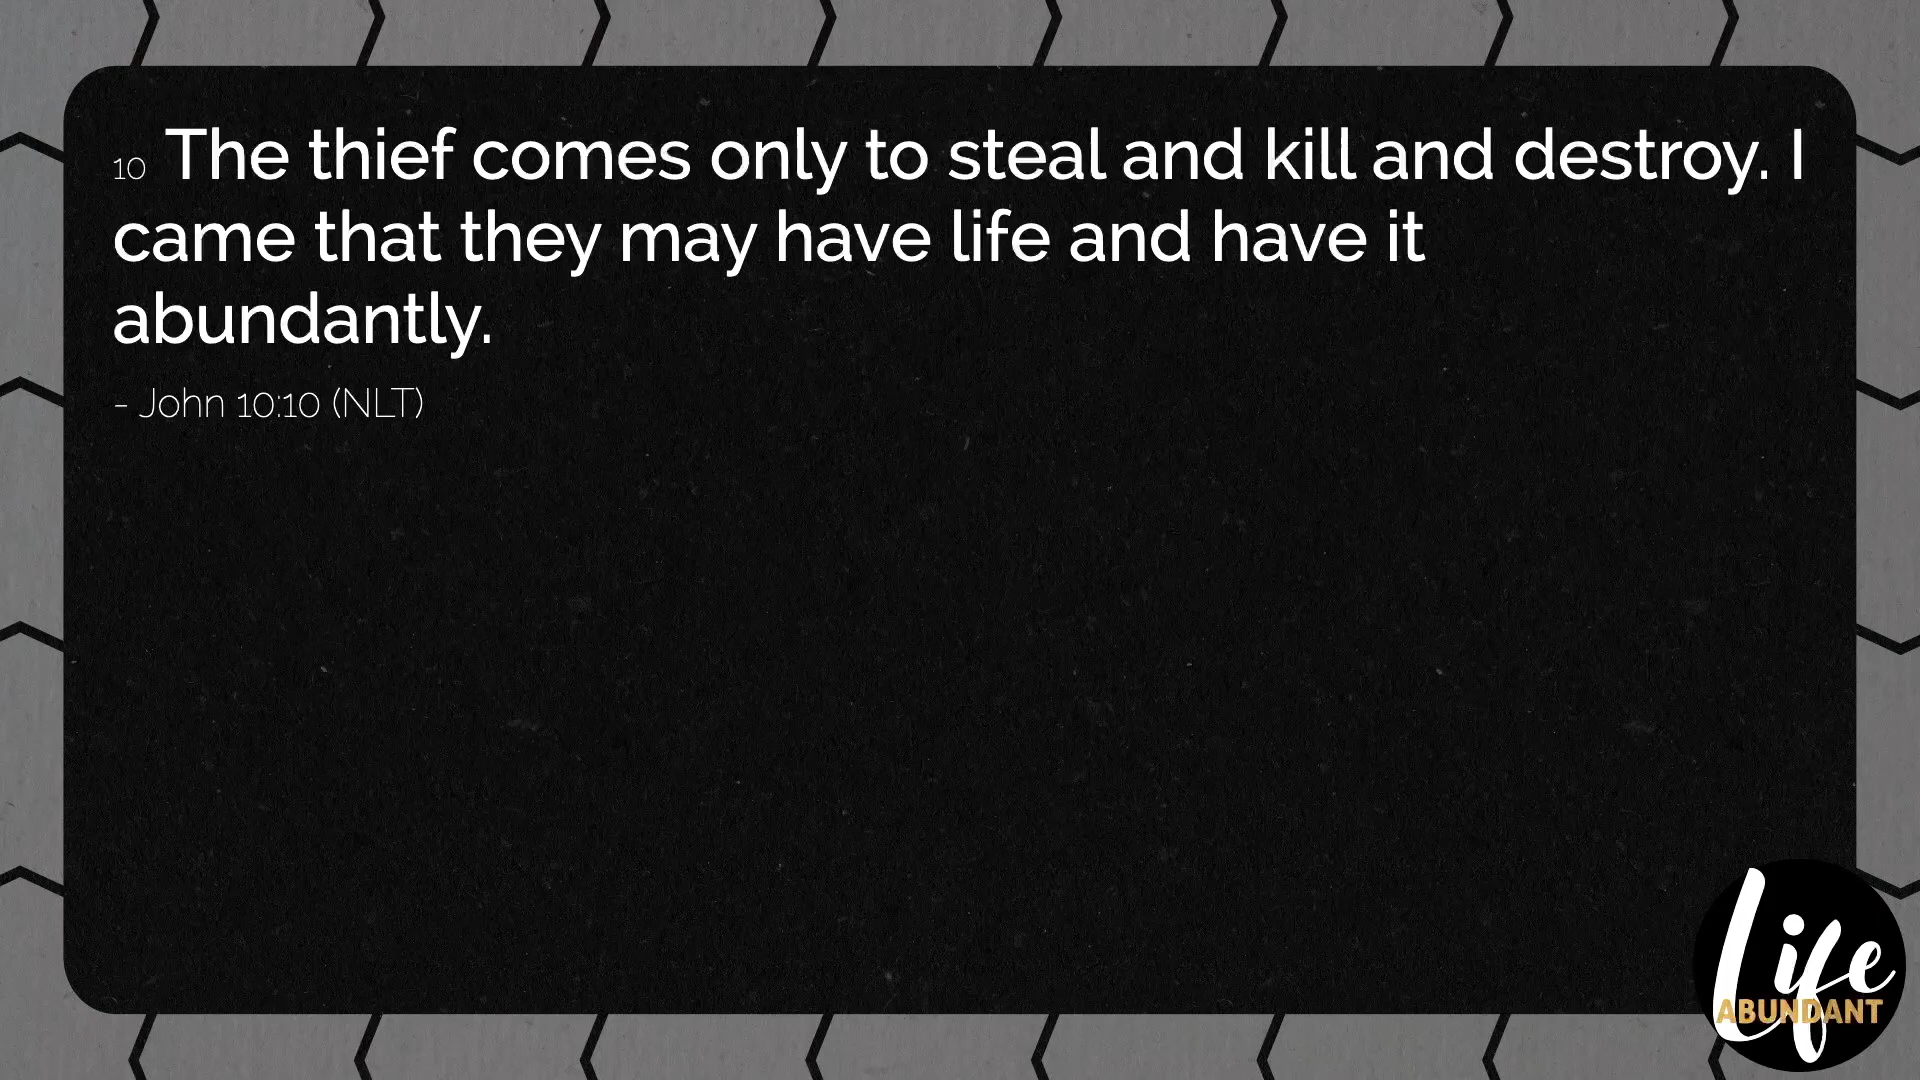 10 The thief comes only to steal and kill and destroy. I
came that they may have life and have it
abundantly.
- John 10:10 (NLT)
Life
ABUNDANT